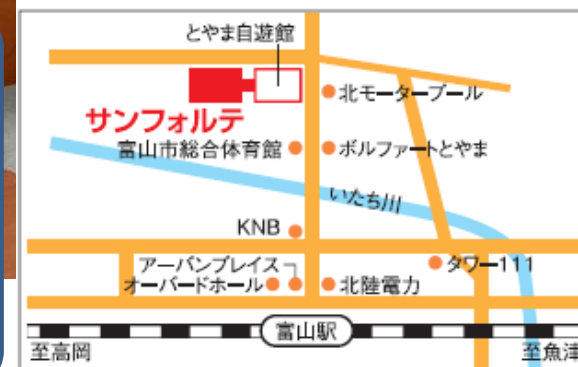 とやま自遊館
北モータープール
サンフォルテ
富山市総合体育館
ボルファートとやま
いたち川
KNB
アーバンプレイス
タワー111
オーバードホール
北陸電力
富山駅
至高岡
至魚津